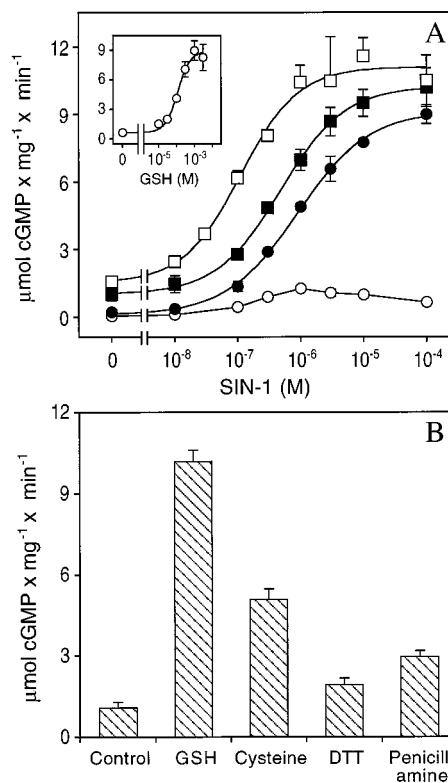 A
12
9
6
3
0
µmol cGMP x mg⁻¹ x min⁻¹
9
6
3
0
0 10⁻⁵ 10⁻³
GSH (M)
0 10⁻⁸ 10⁻⁷ 10⁻⁶ 10⁻⁵ 10⁻⁴
SIN-1 (M)
B
12
9
6
3
0
µmol cGMP x mg⁻¹ x min⁻¹
Control GSH Cysteine DTT Penicill
amine